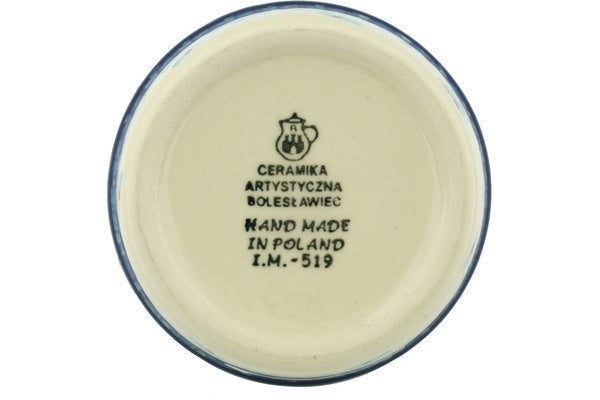 CERAMIKA
ARTYSTYCZNA
BOLESŁAWIEC
HAND MADE
IN POLAND
I.M.-519